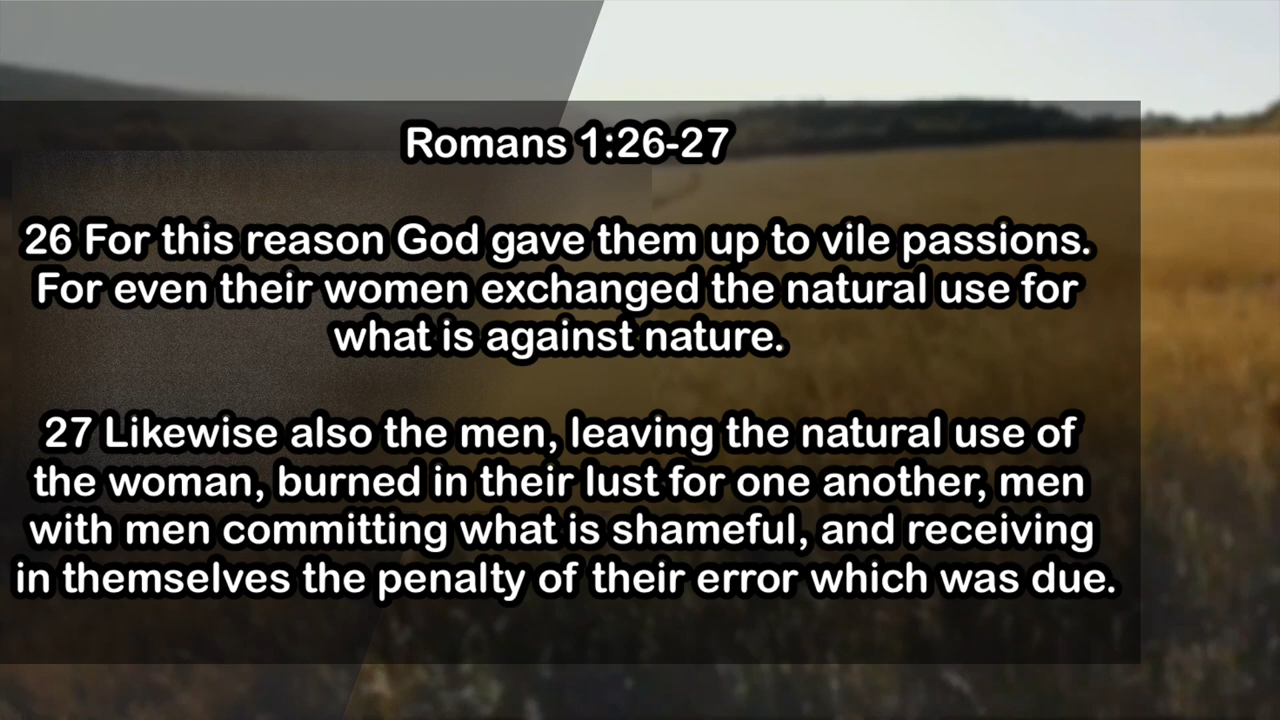 Romans 1:26-27
26 For this reason God gave them up to vile passions.
For even their women exchanged the natural use for
what is against nature.
27 Likewise also the men, leaving the natural use of
the woman, burned in their lust for one another, men
with men committing what is shameful, and receiving
in themselves the penalty of their error which was due.